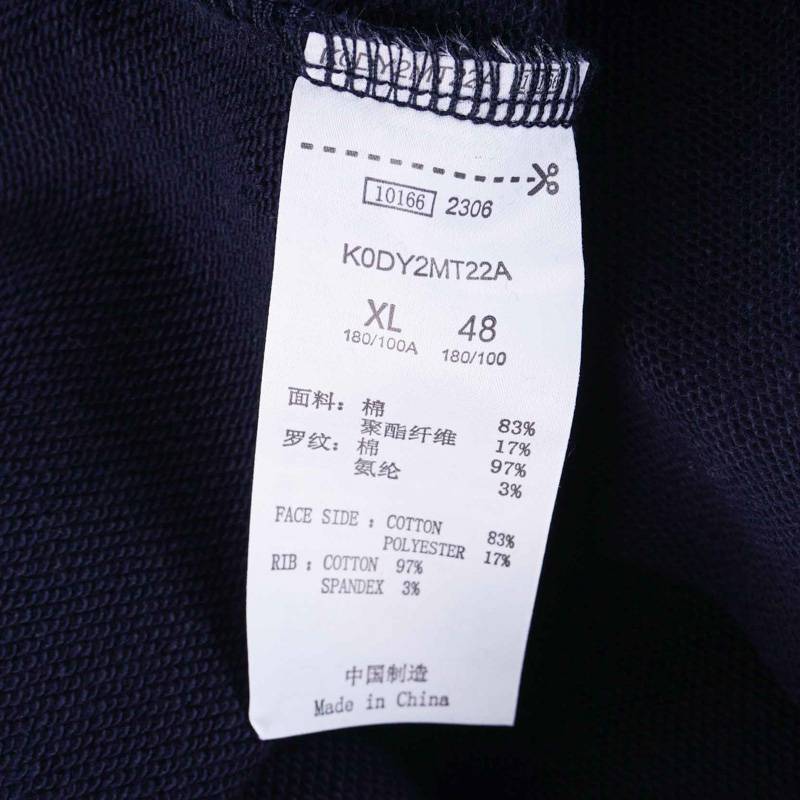 K0DY2MT22A
10166 2306
K0DY2MT22A
XL 48
180/100A 180/100
面料：棉 83%
聚酯纤维 17%
罗纹：棉 97%
氨纶 3%
FACE SIDE : COTTON 83%
POLYESTER 17%
RIB : COTTON 97%
SPANDEX 3%
中国制造
Made in China